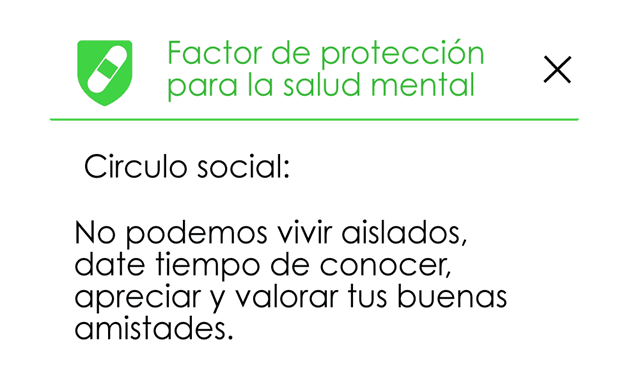 Factor de protección
para la salud mental
Circulo social:
No podemos vivir aislados,
date tiempo de conocer,
apreciar y valorar tus buenas
amistades.